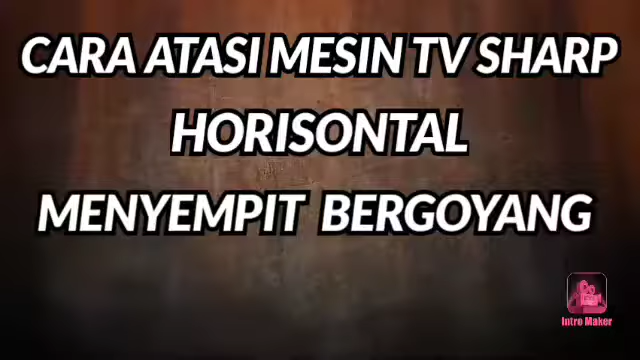 CARA ATASI MESIN TV SHARP
HORISONTAL
MENYEMPIT BERGOYANG
Intro Maker